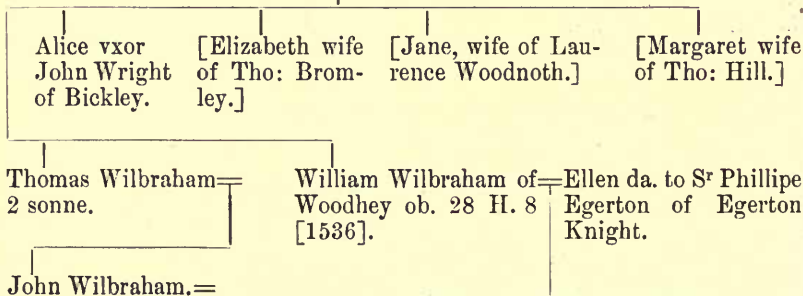 Alice vxor
John Wright
of Bickley.
[Elizabeth wife
of Tho: Brom-
ley.]
[Jane, wife of Lau-
rence Woodnoth.]
[Margaret wife
of Tho: Hill.]
Thomas Wilbraham=
2 sonne.
William Wilbraham of=
Woodhey ob. 28 H. 8
[1536].
Ellen da. to Sʳ Phillipe
Egerton of Egerton
Knight.
John Wilbraham.=